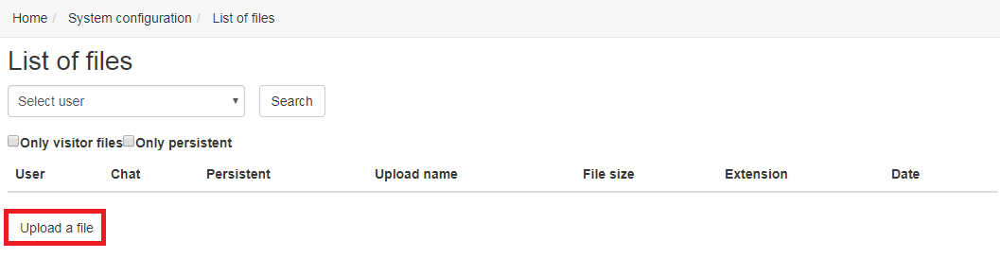 Home / System configuration / List of files
List of files
Select user Search
Only visitor files Only persistent
User Chat Persistent Upload name File size Extension Date
Upload a file